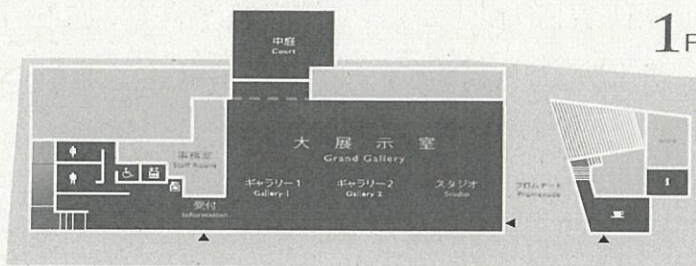 1F
中庭
Court
大展示室
Grand Gallery
事務室
Staff Room
ギャラリー1
Gallery 1
ギャラリー2
Gallery 2
スタジオ
Studio
プロムナード
Promenade
受付
Information